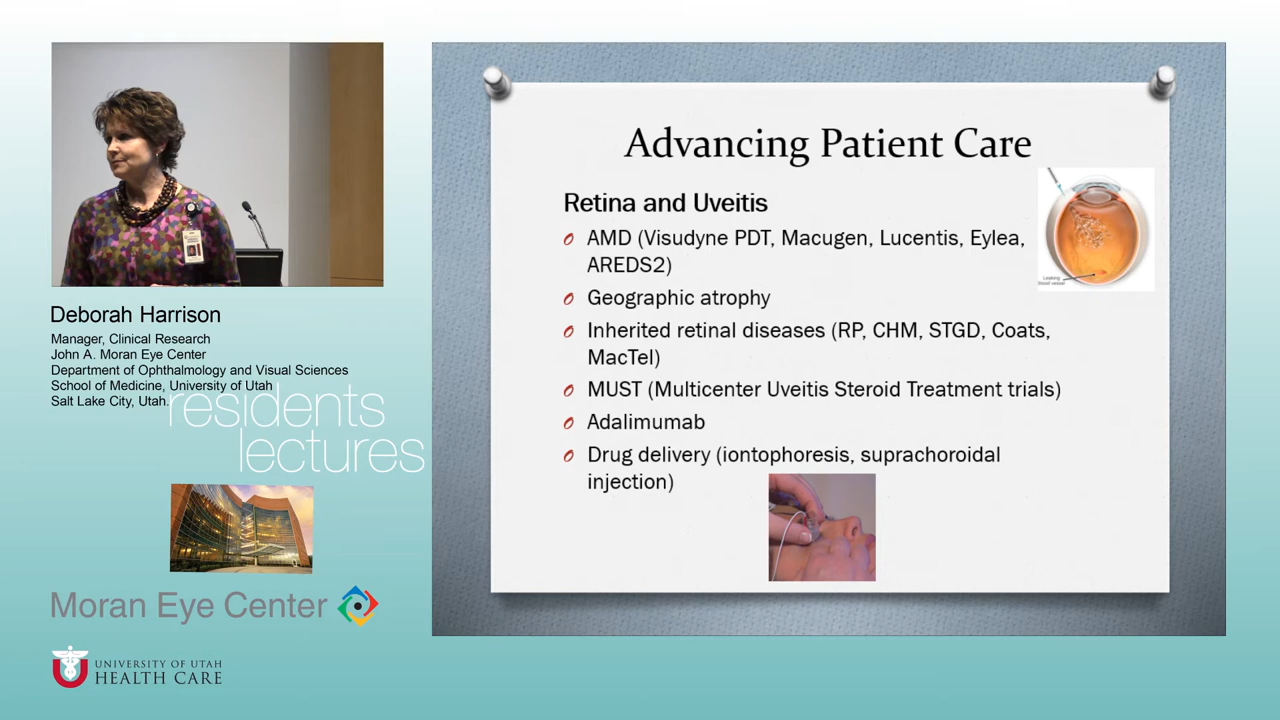 Deborah Harrison
Manager, Clinical Research
John A. Moran Eye Center
Department of Ophthalmology and Visual Sciences
School of Medicine, University of Utah
Salt Lake City, Utah.
residents
lectures
Moran Eye Center
UNIVERSITY OF UTAH
HEALTH CARE
Advancing Patient Care
Retina and Uveitis
AMD (Visudyne PDT, Macugen, Lucentis, Eylea,
AREDS2)
Geographic atrophy
Inherited retinal diseases (RP, CHM, STGD, Coats,
MacTel)
MUST (Multicenter Uveitis Steroid Treatment trials)
Adalimumab
Drug delivery (iontophoresis, suprachoroidal
injection)
Leaking
blood vessel